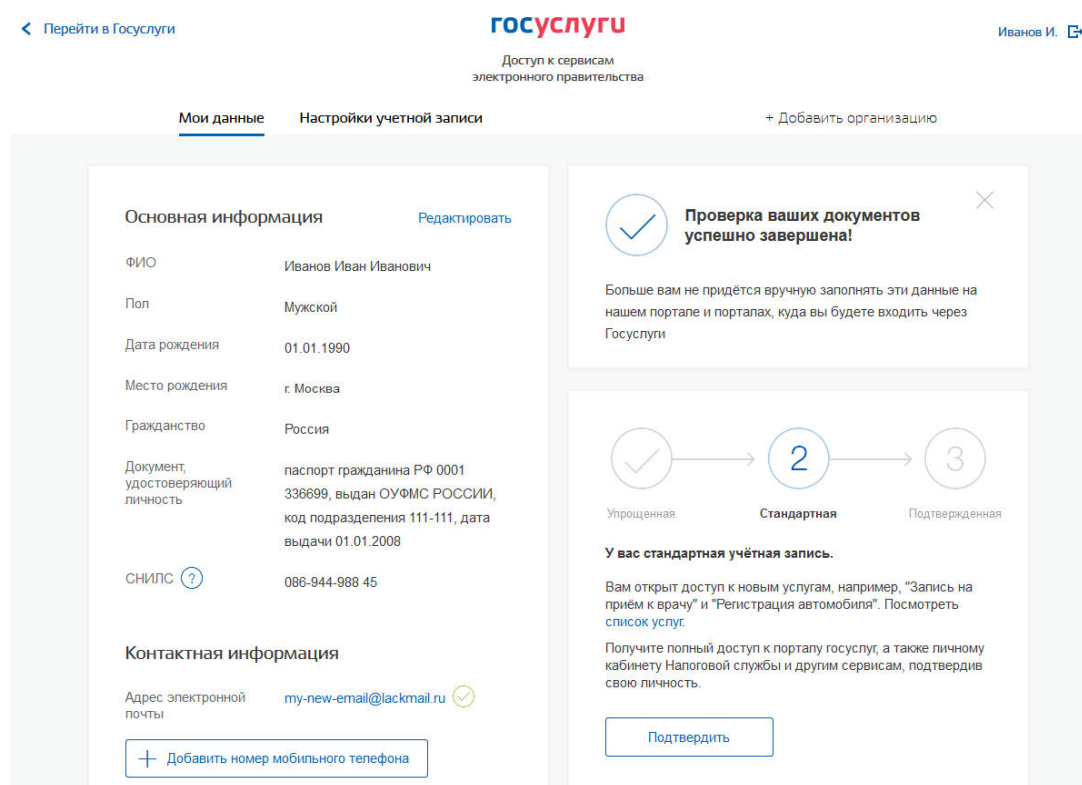 Перейти в Госуслуги
госуслуги
Иванов И.
Доступ к сервисам
электронного правительства
Мои данные
Настройки учетной записи
+ Добавить организацию
Основная информация
Редактировать
ФИО
Иванов Иван Иванович
Пол
Мужской
Дата рождения
01.01.1990
Место рождения
г. Москва
Гражданство
Россия
Документ,
удостоверяющий
личность
паспорт гражданина РФ 0001
336699, выдан ОУФМС РОССИИ,
код подразделения 111-111, дата
выдачи 01.01.2008
СНИЛС ?
086-944-988 45
Контактная информация
Адрес электронной
почты
my-new-email@lackmail.ru
Добавить номер мобильного телефона
Проверка ваших документов
успешно завершена!
Больше вам не придётся вручную заполнять эти данные на
нашем портале и порталах, куда вы будете входить через
Госуслуги
2
3
Упрощенная
Стандартная
Подтвержденная
У вас стандартная учётная запись.
Вам открыт доступ к новым услугам, например, "Запись на
приём к врачу" и "Регистрация автомобиля". Посмотреть
список услуг.
Получите полный доступ к порталу госуслуг, а также личному
кабинету Налоговой службы и другим сервисам, подтвердив
свою личность.
Подтвердить